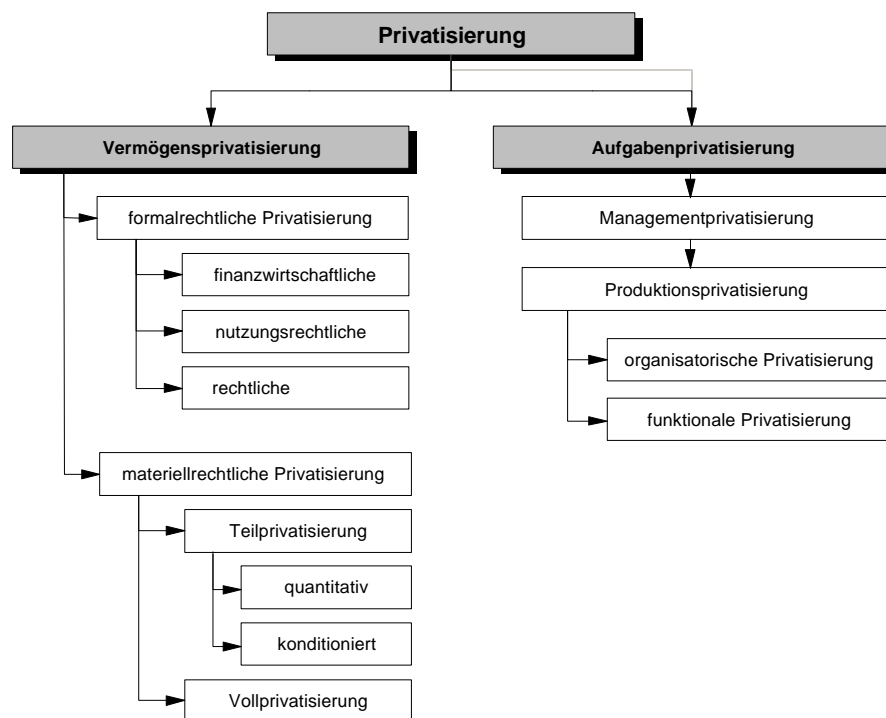 Privatisierung
Vermögensprivatisierung
Aufgabenprivatisierung
formalrechtliche Privatisierung
finanzwirtschaftliche
nutzungsrechtliche
rechtliche
materiellrechtliche Privatisierung
Teilprivatisierung
quantitativ
konditioniert
Vollprivatisierung
Managementprivatisierung
Produktionsprivatisierung
organisatorische Privatisierung
funktionale Privatisierung